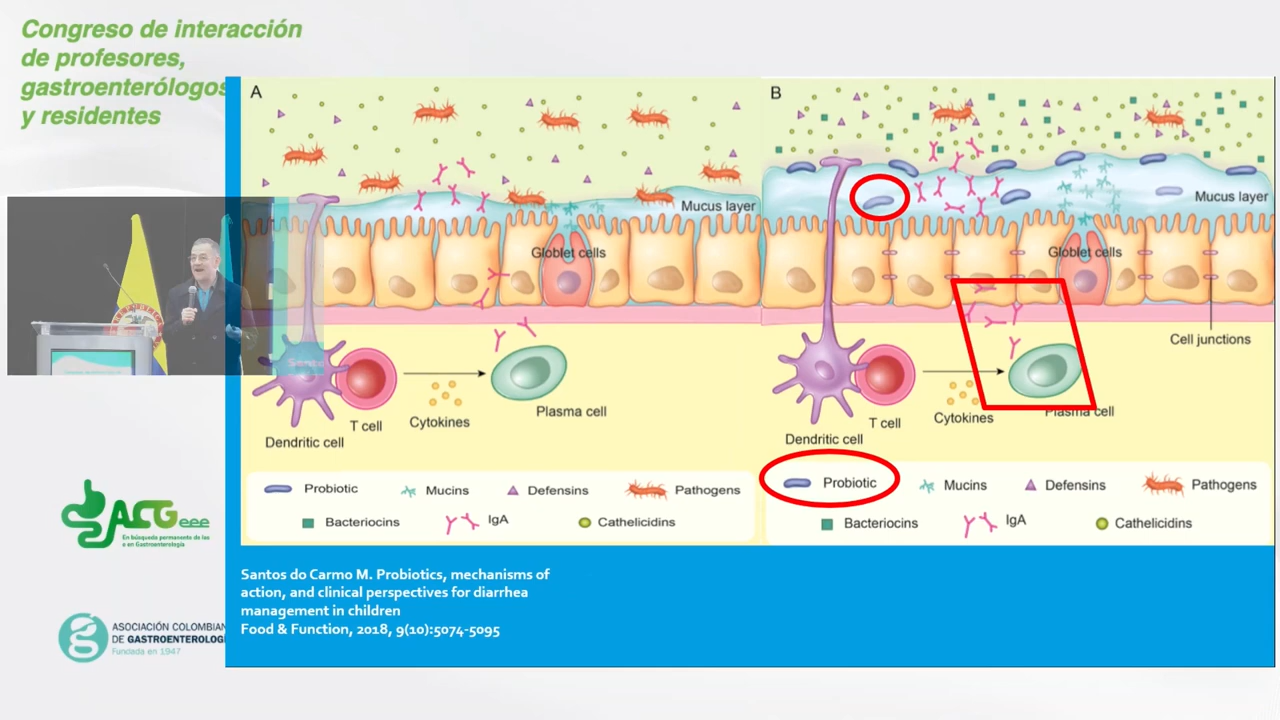 Congreso de interacción
de profesores,
gastroenterólogos
y residentes
A
Mucus layer
Globlet cells
T cell
Cytokines
Plasma cell
Dendritic cell
Probiotic
Mucins
Defensins
Pathogens
Bacteriocins
IgA
Cathelicidins
B
Mucus layer
Globlet cells
Cell junctions
T cell
Cytokines
Plasma cell
Dendritic cell
Probiotic
Mucins
Defensins
Pathogens
Bacteriocins
IgA
Cathelicidins
ACGeee
En búsqueda permanente de las
e en Gastroenterología
ASOCIACIÓN COLOMBIAN
DE GASTROENTEROLOGI
Fundada en 1947
Santos do Carmo M. Probiotics, mechanisms of
action, and clinical perspectives for diarrhea
management in children
Food & Function, 2018, 9(10):5074-5095